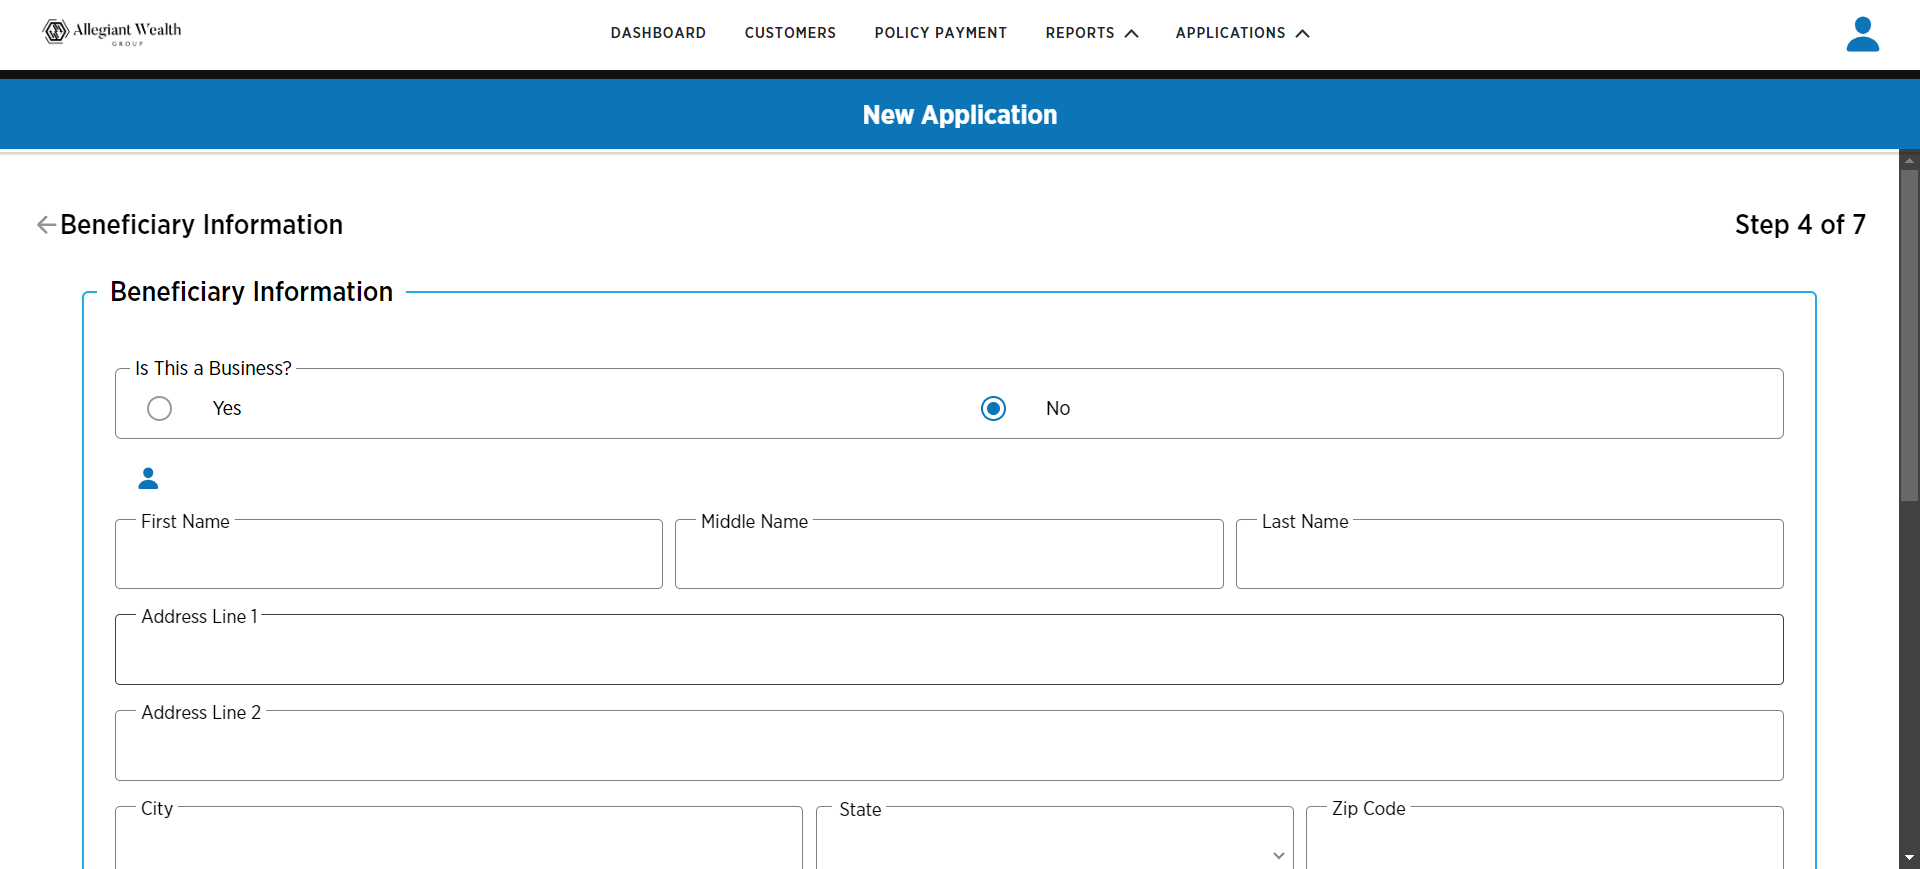 Allegiant Wealth
GROUP
DASHBOARD CUSTOMERS POLICY PAYMENT REPORTS APPLICATIONS
New Application
Beneficiary Information Step 4 of 7
Beneficiary Information
Is This a Business?
Yes No
First Name Middle Name Last Name
Address Line 1
Address Line 2
City State Zip Code